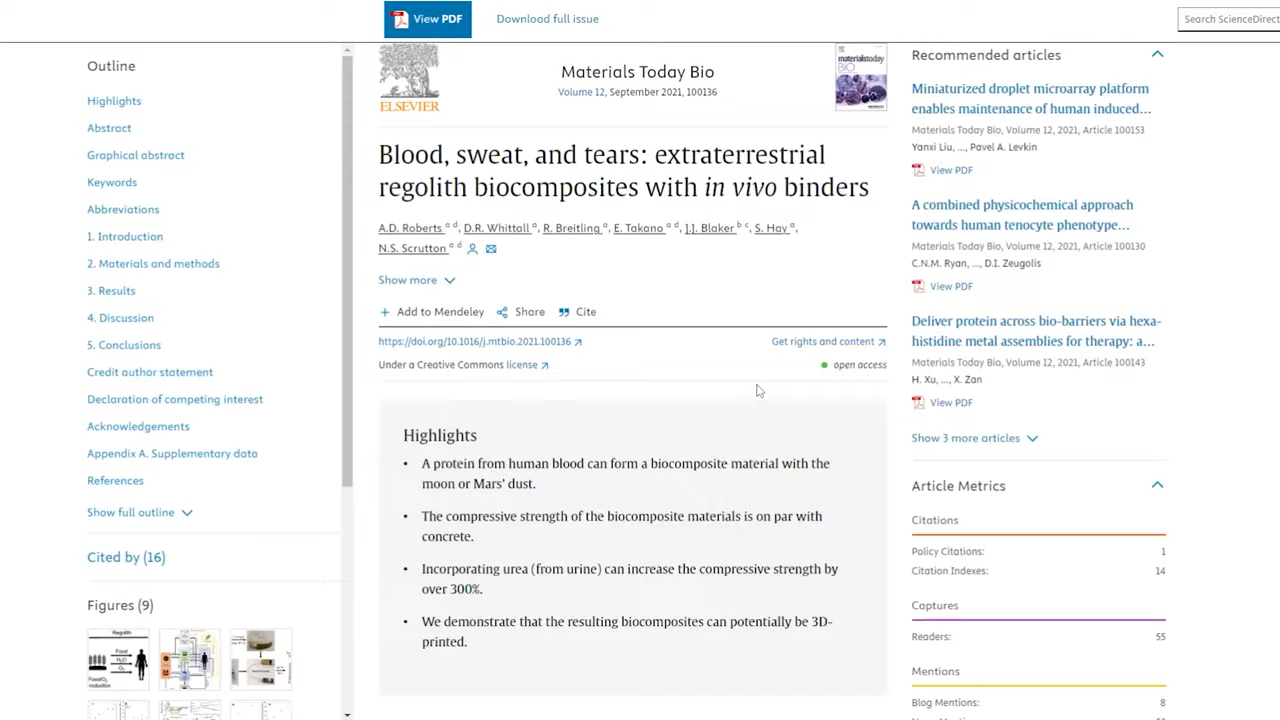 View PDF
Download full issue
Search ScienceDirect
Outline
Highlights
Abstract
Graphical abstract
Keywords
Abbreviations
1. Introduction
2. Materials and methods
3. Results
4. Discussion
5. Conclusions
Credit author statement
Declaration of competing interest
Acknowledgements
Appendix A. Supplementary data
References
Show full outline
Cited by (16)
Figures (9)
Regolith
Food
H₂O
O₂
ELSEVIER
Materials Today Bio
Volume 12, September 2021, 100136
materialstoday
BIO
Blood, sweat, and tears: extraterrestrial
regolith biocomposites with in vivo binders
A.D. Roberts a d, D.R. Whittall a, R. Breitling a, E. Takano a d, J.J. Blaker b c, S. Hay a,
N.S. Scrutton a d
Show more
Add to Mendeley Share Cite
https://doi.org/10.1016/j.mtbio.2021.100136
Get rights and content
Under a Creative Commons license
open access
Highlights
• A protein from human blood can form a biocomposite material with the
moon or Mars' dust.
• The compressive strength of the biocomposite materials is on par with
concrete.
• Incorporating urea (from urine) can increase the compressive strength by
over 300%.
• We demonstrate that the resulting biocomposites can potentially be 3D-
printed.
Recommended articles
Miniaturized droplet microarray platform
enables maintenance of human induced...
Materials Today Bio, Volume 12, 2021, Article 100153
Yanxi Liu, ..., Pavel A. Levkin
View PDF
A combined physicochemical approach
towards human tenocyte phenotype...
Materials Today Bio, Volume 12, 2021, Article 100130
C.N.M. Ryan, ..., D.I. Zeugolis
View PDF
Deliver protein across bio-barriers via hexa-
histidine metal assemblies for therapy: a...
Materials Today Bio, Volume 12, 2021, Article 100143
H. Xu, ..., X. Zan
View PDF
Show 3 more articles
Article Metrics
Citations
Policy Citations: 1
Citation Indexes: 14
Captures
Readers: 55
Mentions
Blog Mentions: 8